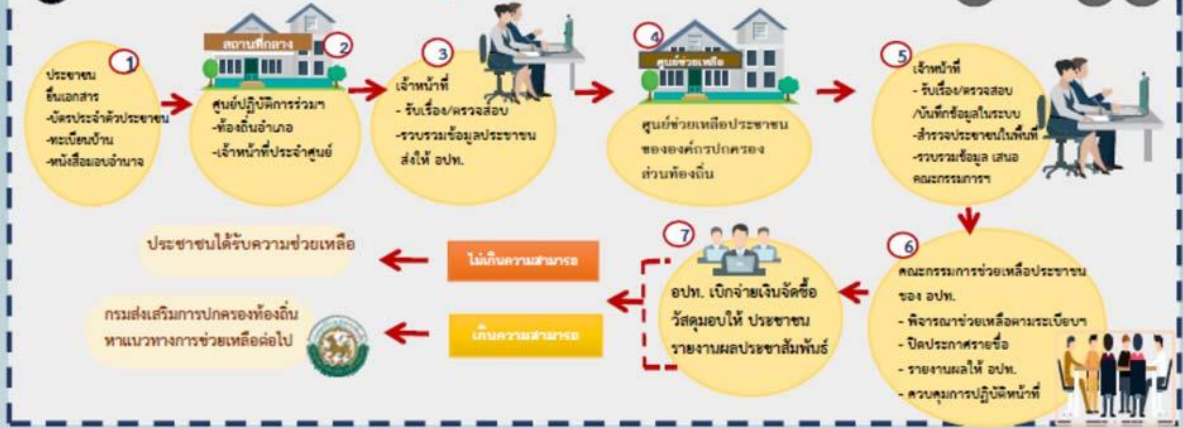 1
ประชาชน
ยื่นเอกสาร
-บัตรประจำตัวประชาชน
-ทะเบียนบ้าน
-หนังสือมอบอำนาจ
สถานที่กลาง
2
ศูนย์ปฏิบัติการร่วมฯ
-ท้องถิ่นอำเภอ
-เจ้าหน้าที่ประจำศูนย์
3
เจ้าหน้าที่
- รับเรื่อง/ตรวจสอบ
-รวบรวมข้อมูลประชาชน
ส่งให้ อปท.
4
ศูนย์ช่วยเหลือ
ศูนย์ช่วยเหลือประชาชน
ขององค์กรปกครอง
ส่วนท้องถิ่น
5
เจ้าหน้าที่
- รับเรื่อง/ตรวจสอบ
/บันทึกข้อมูลในระบบ
-สำรวจประชาชนในพื้นที่
-รวบรวมข้อมูล เสนอ
คณะกรรมการฯ
6
คณะกรรมการช่วยเหลือประชาชน
ของ อปท.
- พิจารณาช่วยเหลือตามระเบียบฯ
- ปิดประกาศรายชื่อ
- รายงานผลให้ อปท.
- ควบคุมการปฏิบัติหน้าที่
7
อปท. เบิกจ่ายเงินจัดซื้อ
วัสดุมอบให้ ประชาชน
รายงานผลประชาสัมพันธ์
ไม่เกินความสามารถ
ประชาชนได้รับความช่วยเหลือ
เกินความสามารถ
กรมส่งเสริมการปกครองท้องถิ่น
หาแนวทางการช่วยเหลือต่อไป